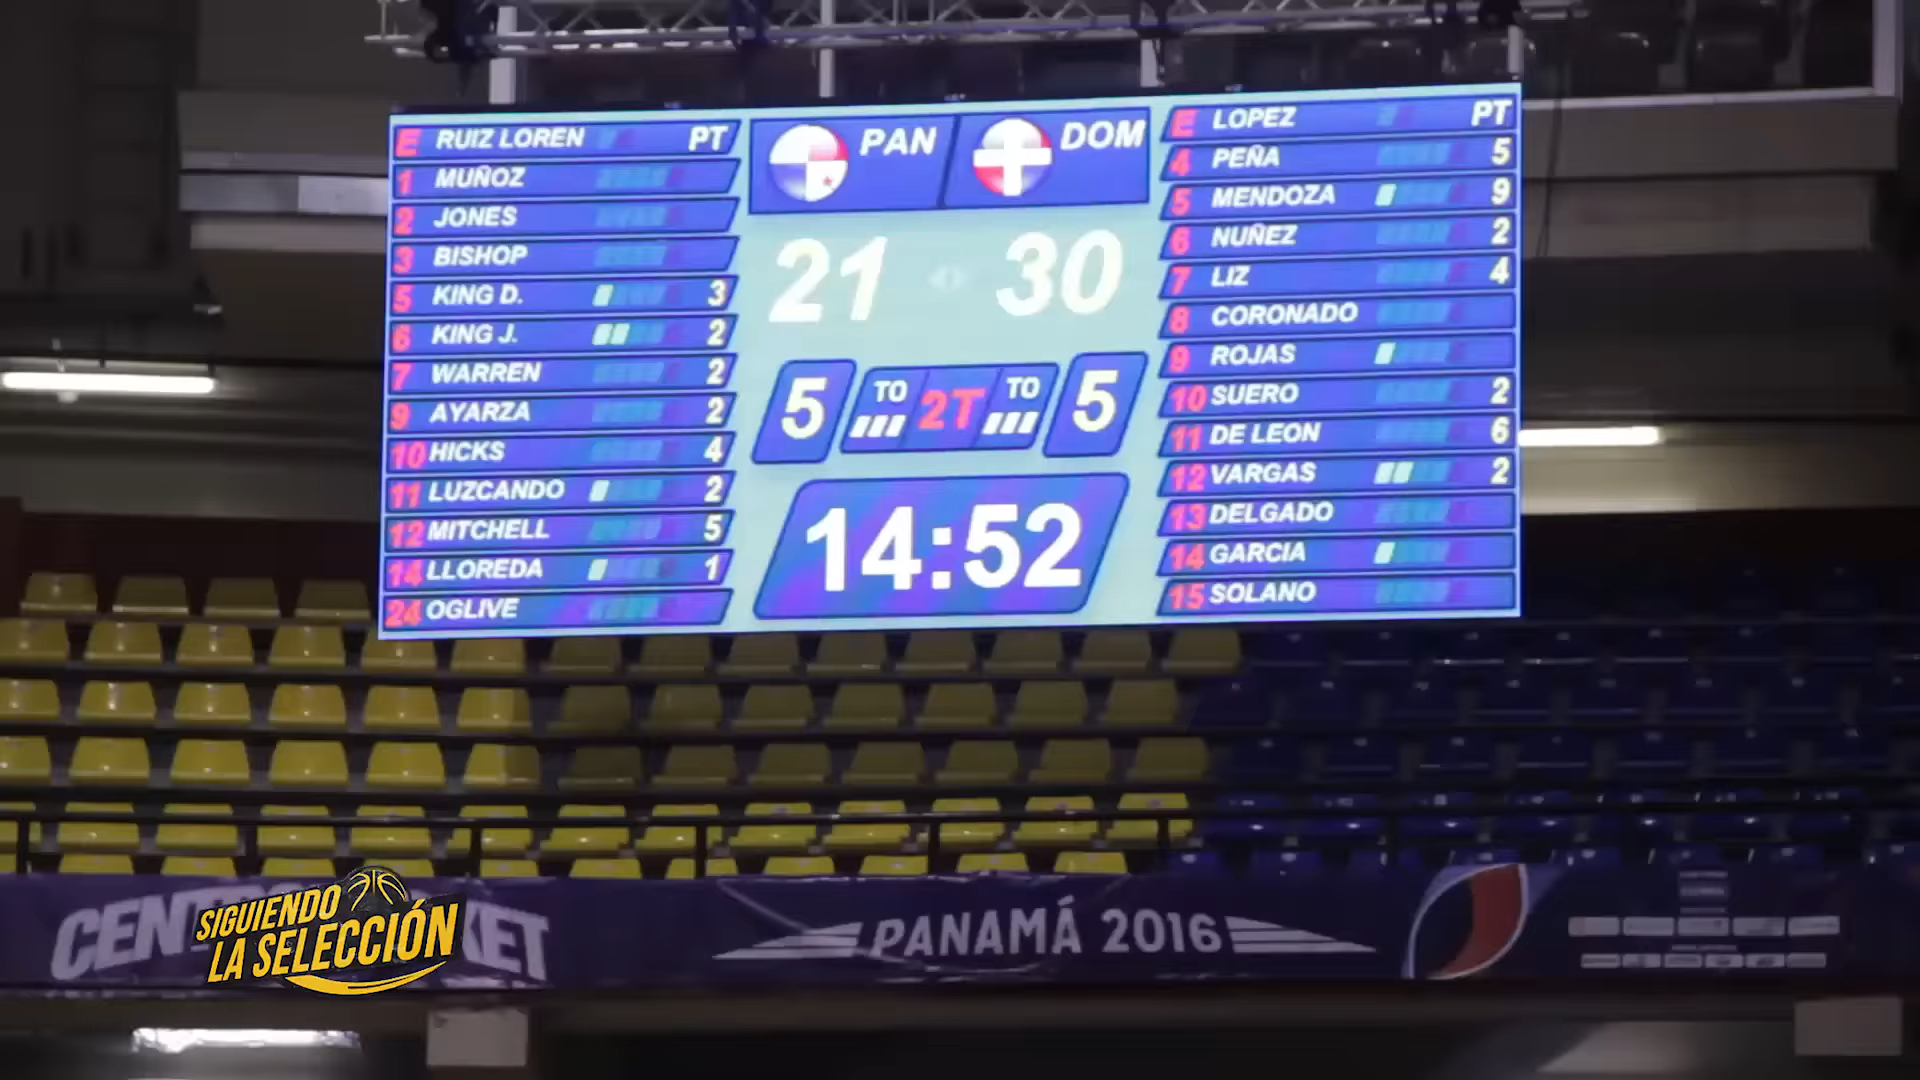 E RUIZ LOREN PT
1 MUÑOZ
2 JONES
3 BISHOP
5 KING D. 3
6 KING J. 2
7 WARREN 2
9 AYARZA 2
10 HICKS 4
11 LUZCANDO 2
12 MITCHELL 5
14 LLOREDA 1
24 OGLIVE
PAN DOM
21 30
5 TO 2T TO 5
14:52
E LOPEZ PT
4 PEÑA 5
5 MENDOZA 9
6 NUÑEZ 2
7 LIZ 4
8 CORONADO
9 ROJAS
10 SUERO 2
11 DE LEON 6
12 VARGAS 2
13 DELGADO
14 GARCIA
15 SOLANO
SIGUIENDO
LA SELECCIÓN
PANAMÁ 2016